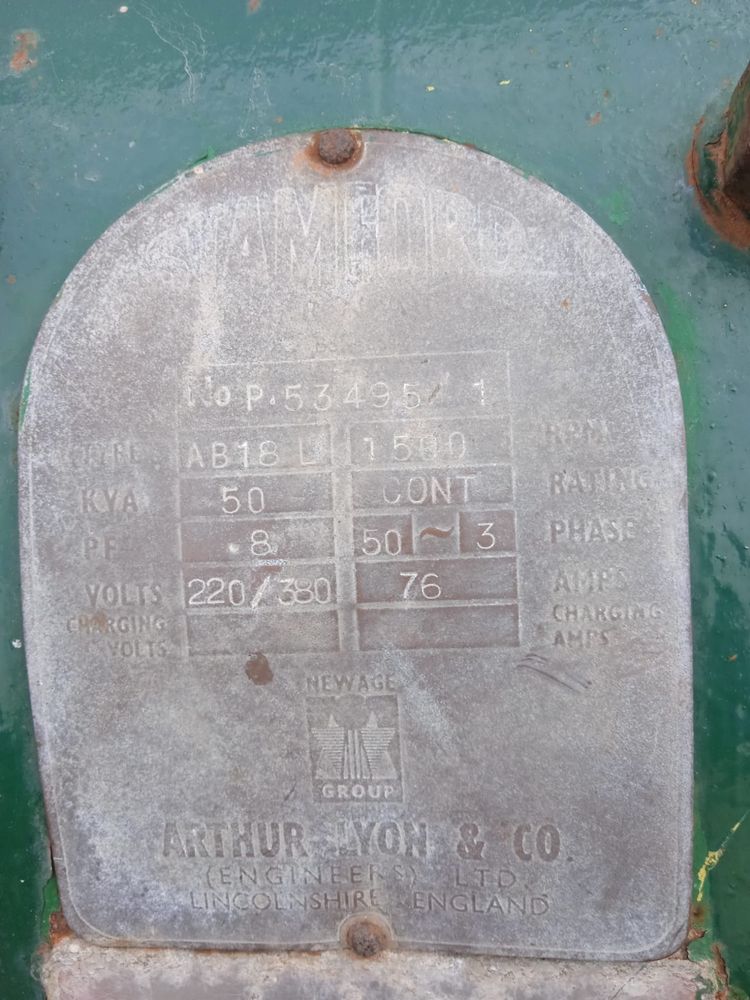 STAMFORD
No P.53495/ 1
TYPE AB18 L 1500 RPM
KVA 50 CONT RATING
PF .8 50 ~ 3 PHASE
VOLTS 220/380 76 AMPS
CHARGING VOLTS CHARGING AMPS
NEWAGE
GROUP
ARTHUR LYON & CO.
(ENGINEERS) LTD.
LINCOLNSHIRE ENGLAND